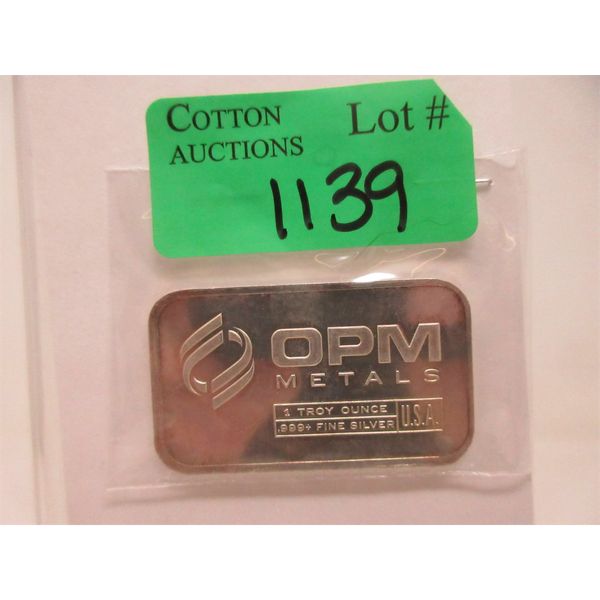 COTTON AUCTIONS
Lot #
1139
OPM
METALS
1 TROY OUNCE
.999+ FINE SILVER
U.S.A.